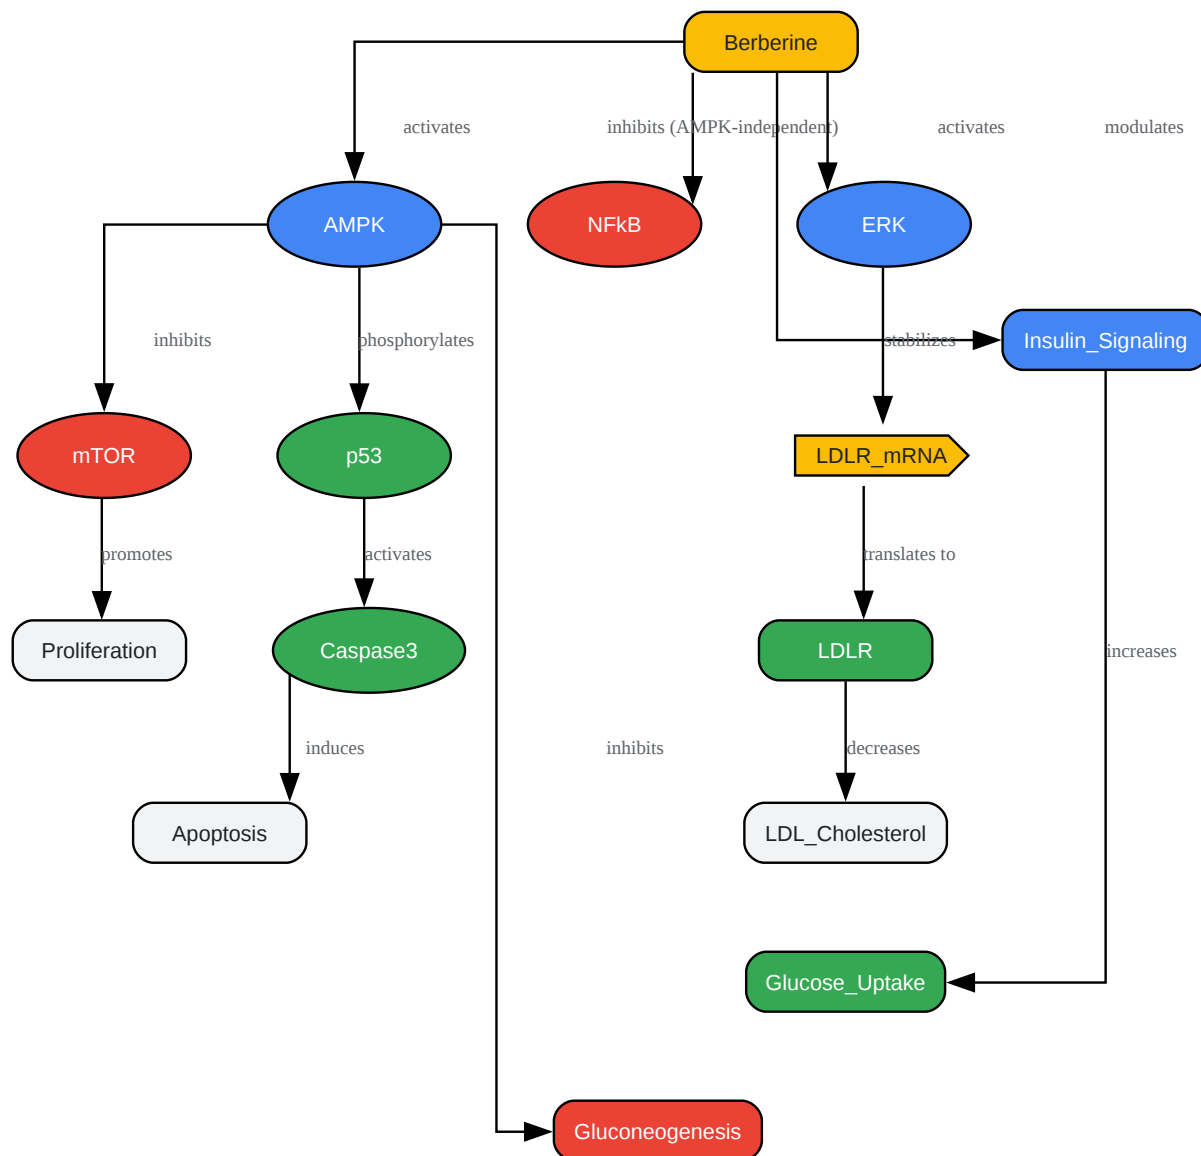 Berberine
activates
inhibits (AMPK-independent)
activates
modulates
AMPK
NFkB
ERK
inhibits
phosphorylates
stabilizes
Insulin_Signaling
mTOR
p53
LDLR_mRNA
promotes
activates
translates to
Proliferation
Caspase3
LDLR
increases
induces
inhibits
decreases
Apoptosis
LDL_Cholesterol
Glucose_Uptake
Gluconeogenesis